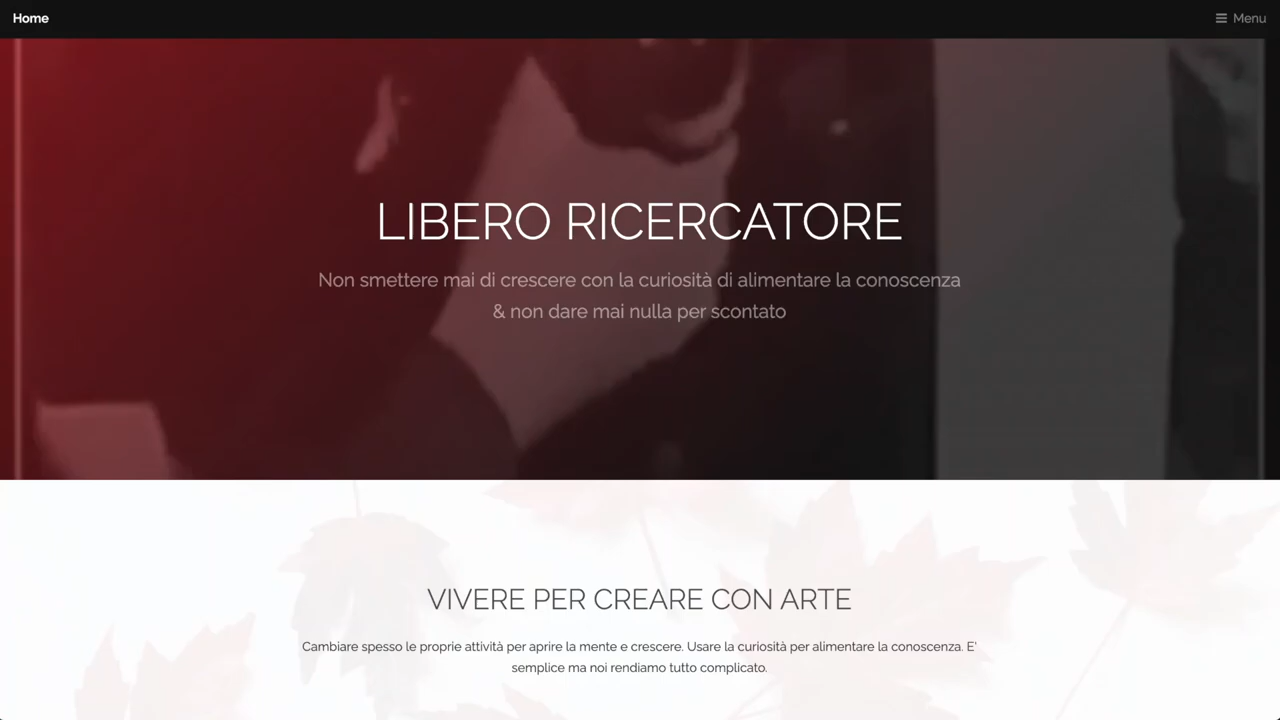 Home
Menu
LIBERO RICERCATORE
Non smettere mai di crescere con la curiosità di alimentare la conoscenza
& non dare mai nulla per scontato
VIVERE PER CREARE CON ARTE
Cambiare spesso le proprie attività per aprire la mente e crescere. Usare la curiosità per alimentare la conoscenza. E'
semplice ma noi rendiamo tutto complicato.